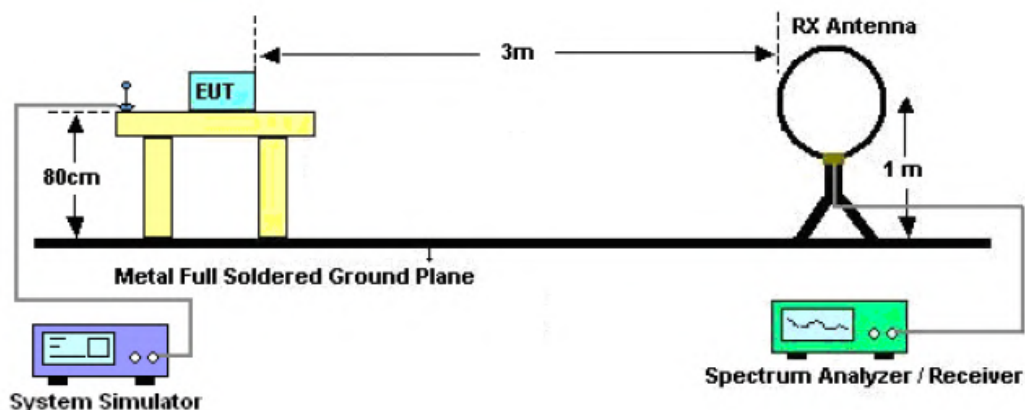 RX Antenna
3m
EUT
80cm
1 m
Metal Full Soldered Ground Plane
System Simulator
Spectrum Analyzer / Receiver